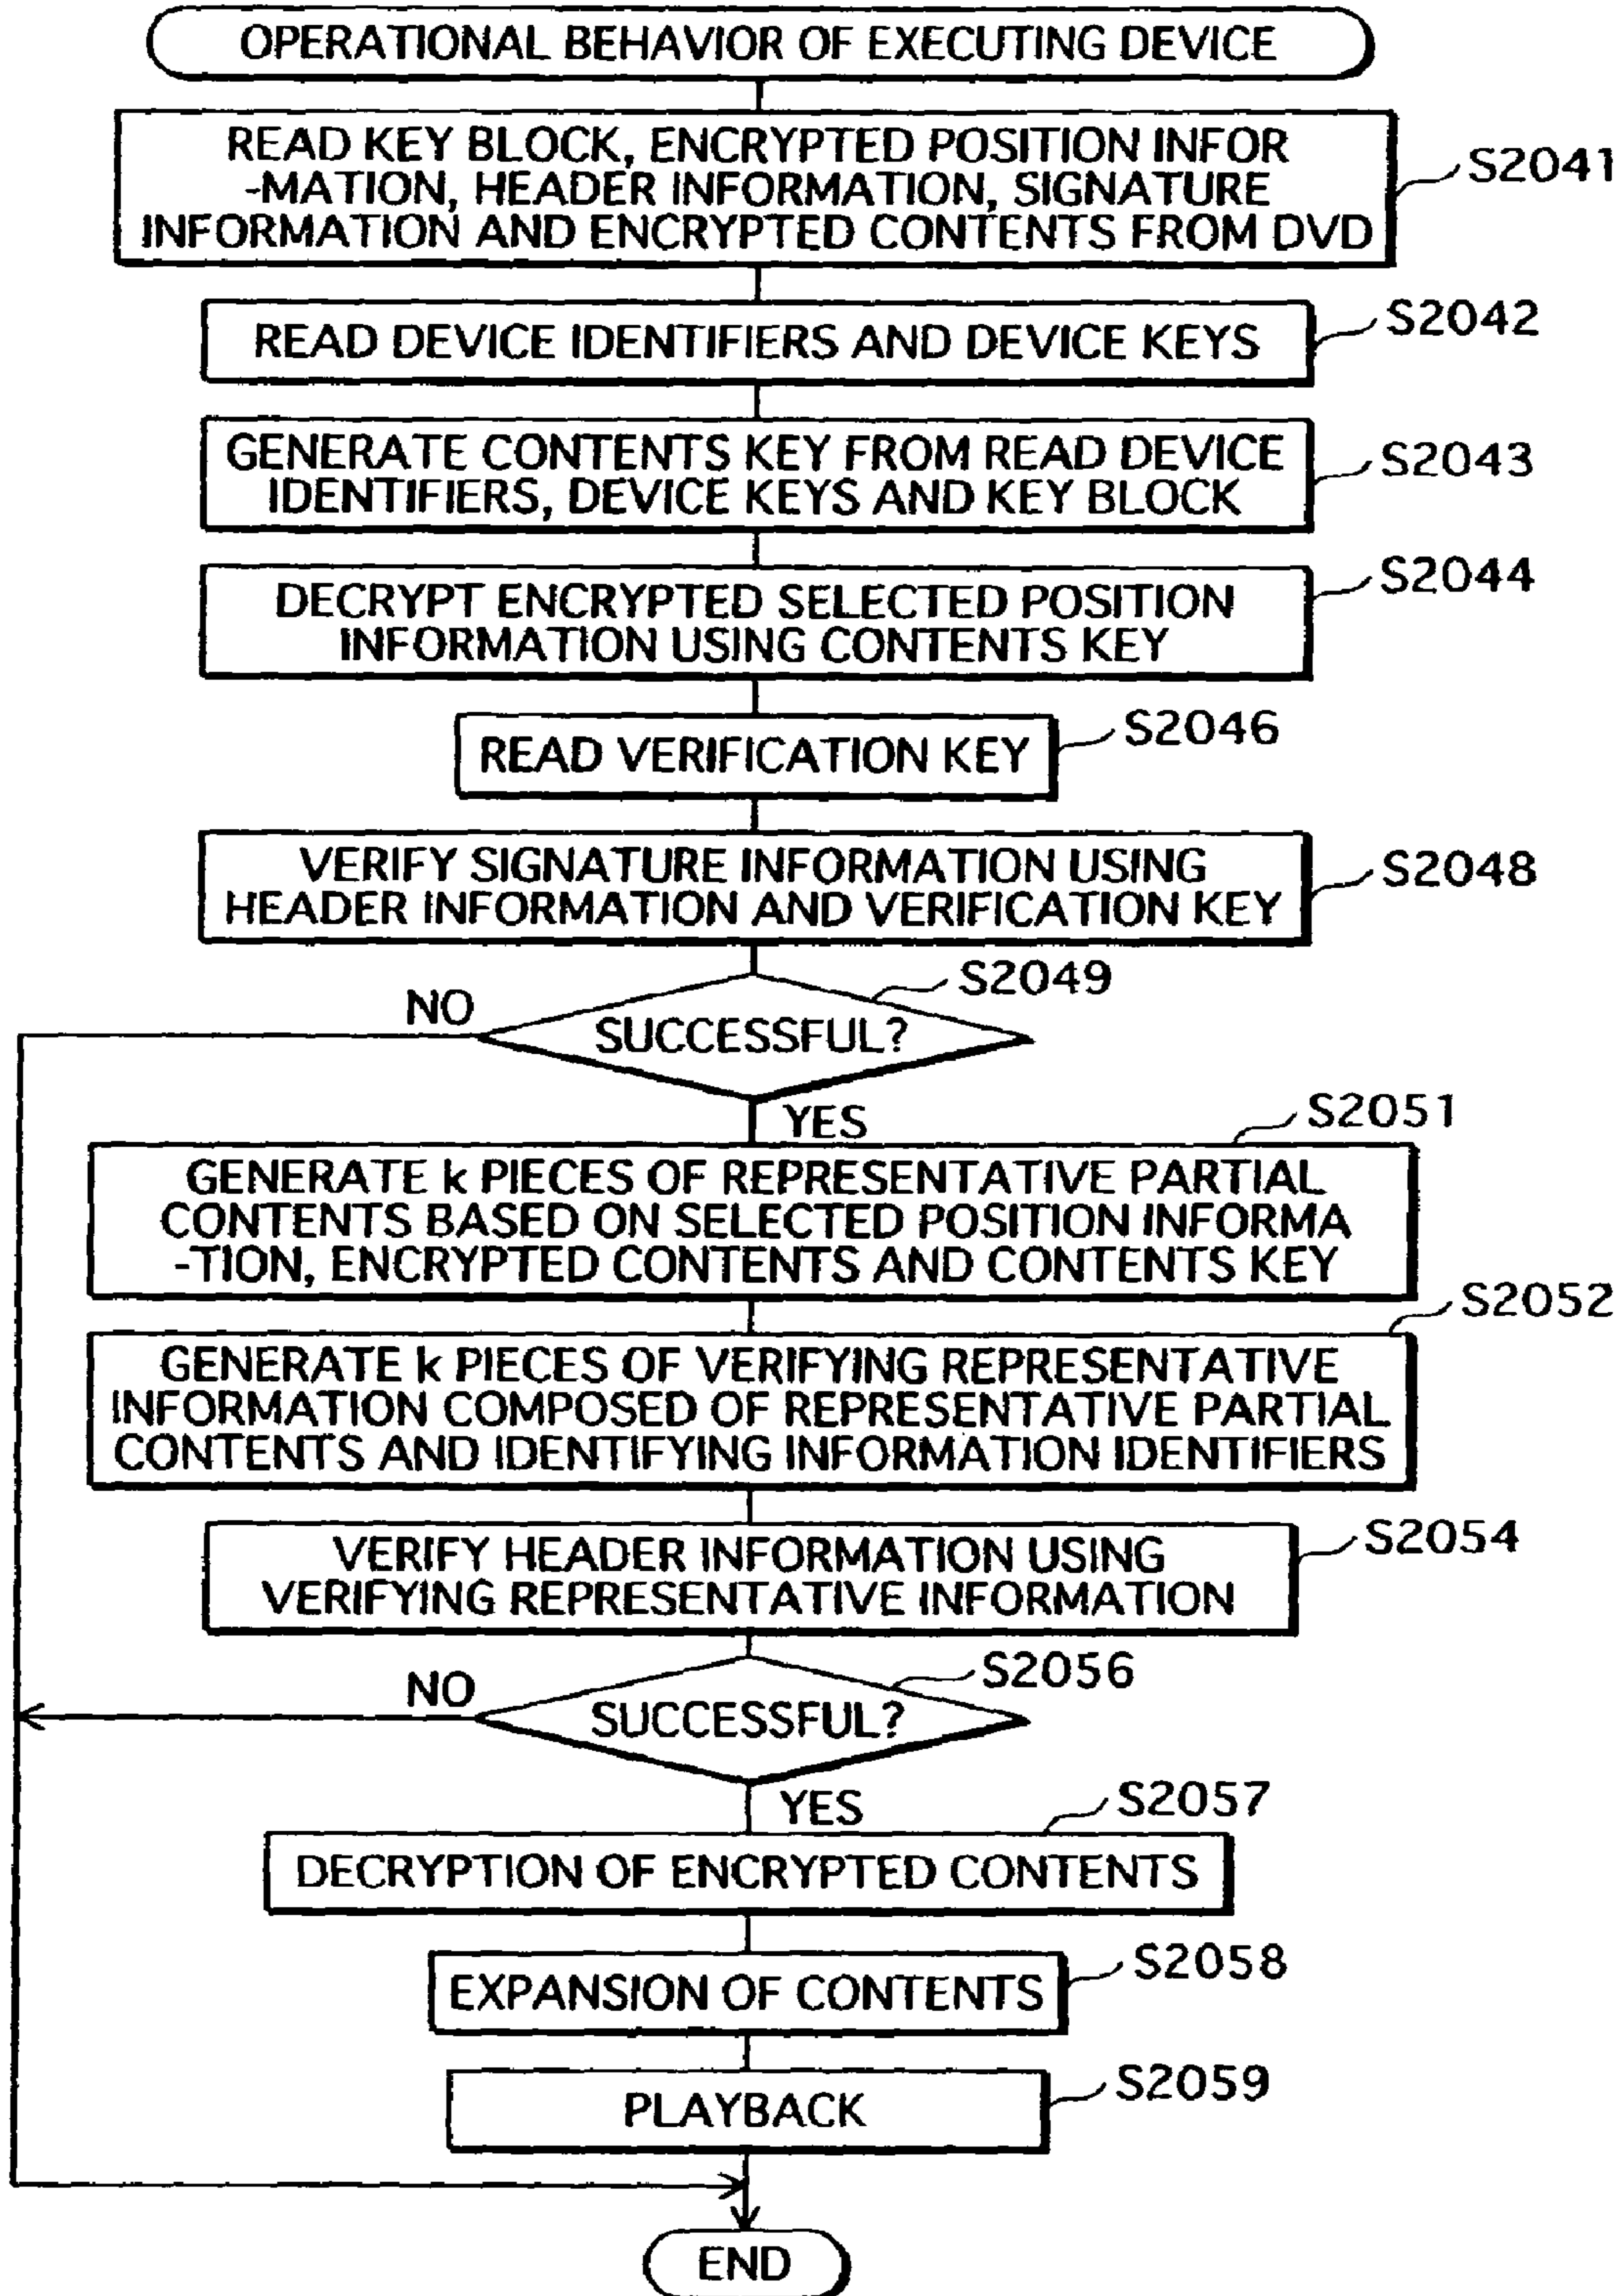 OPERATIONAL BEHAVIOR OF EXECUTING DEVICE
READ KEY BLOCK, ENCRYPTED POSITION INFOR
-MATION, HEADER INFORMATION, SIGNATURE
INFORMATION AND ENCRYPTED CONTENTS FROM DVD
S2041
READ DEVICE IDENTIFIERS AND DEVICE KEYS
S2042
GENERATE CONTENTS KEY FROM READ DEVICE
IDENTIFIERS, DEVICE KEYS AND KEY BLOCK
S2043
DECRYPT ENCRYPTED SELECTED POSITION
INFORMATION USING CONTENTS KEY
S2044
READ VERIFICATION KEY
S2046
VERIFY SIGNATURE INFORMATION USING
HEADER INFORMATION AND VERIFICATION KEY
S2048
S2049
NO
SUCCESSFUL?
YES
S2051
GENERATE k PIECES OF REPRESENTATIVE PARTIAL
CONTENTS BASED ON SELECTED POSITION INFORMA
-TION, ENCRYPTED CONTENTS AND CONTENTS KEY
S2052
GENERATE k PIECES OF VERIFYING REPRESENTATIVE
INFORMATION COMPOSED OF REPRESENTATIVE PARTIAL
CONTENTS AND IDENTIFYING INFORMATION IDENTIFIERS
S2054
VERIFY HEADER INFORMATION USING
VERIFYING REPRESENTATIVE INFORMATION
S2056
NO
SUCCESSFUL?
YES
S2057
DECRYPTION OF ENCRYPTED CONTENTS
S2058
EXPANSION OF CONTENTS
S2059
PLAYBACK
END